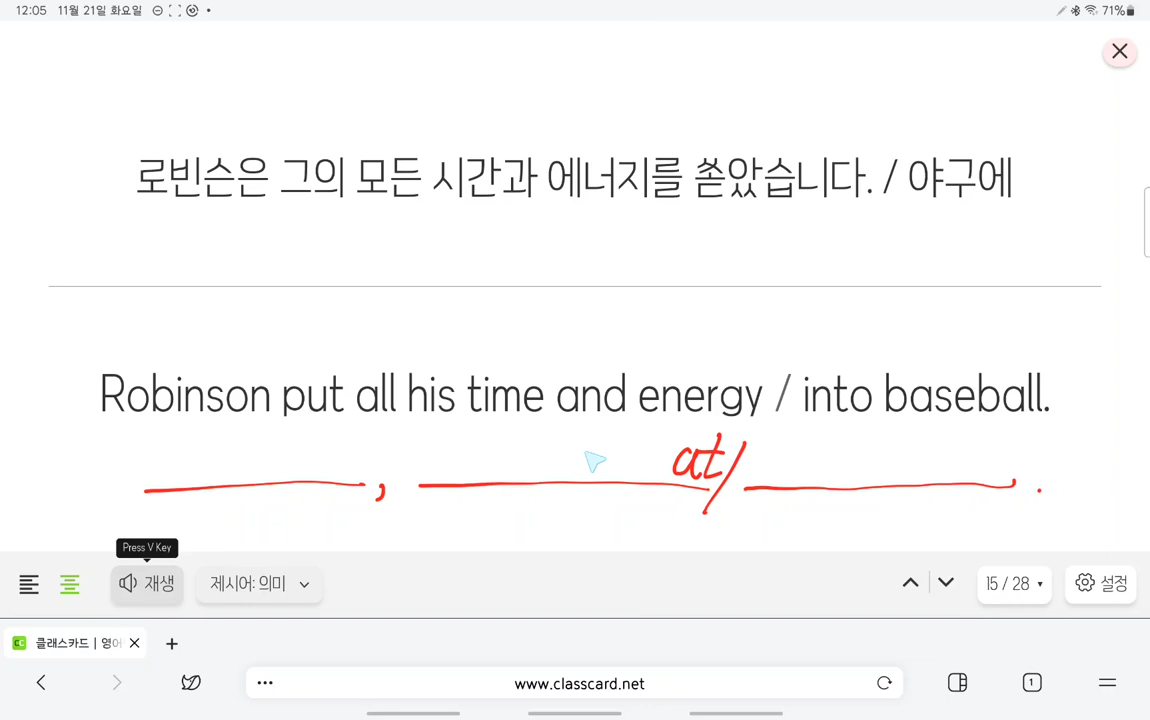 12:05 11월 21일 화요일 71%
로빈슨은 그의 모든 시간과 에너지를 쏟았습니다. / 야구에
Robinson put all his time and energy / into baseball.
, at/ .
Press V Key
재생 제시어: 의미 15 / 28 설정
클래스카드 | 영어
www.classcard.net
1